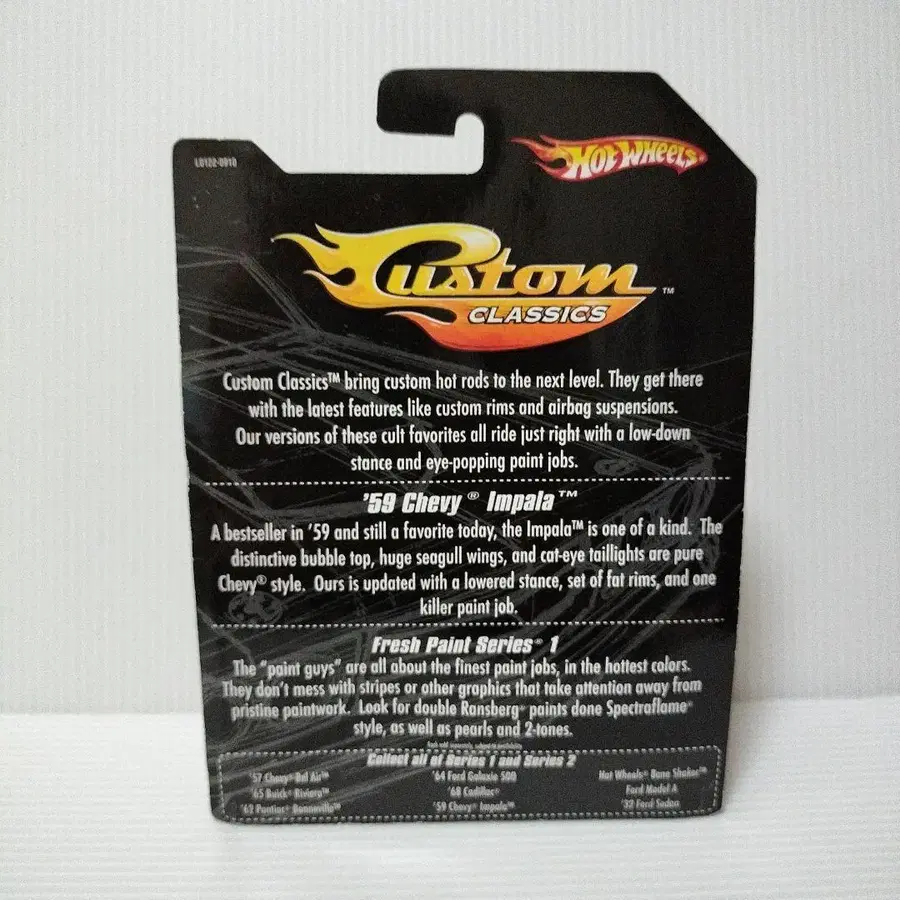 L0122-0910
HOT WHEELS
Custom™
CLASSICS
Custom Classics™ bring custom hot rods to the next level. They get there
with the latest features like custom rims and airbag suspensions.
Our versions of these cult favorites all ride just right with a low-down
stance and eye-popping paint jobs.
'59 Chevy® Impala™
A bestseller in '59 and still a favorite today, the Impala™ is one of a kind. The
distinctive bubble top, huge seagull wings, and cat-eye taillights are pure
Chevy® style. Ours is updated with a lowered stance, set of fat rims, and one
killer paint job.
Fresh Paint Series® 1
The "paint guys" are all about the finest paint jobs, in the hottest colors.
They don't mess with stripes or other graphics that take attention away from
pristine paintwork. Look for double Ransberg® paints done Spectraflame®
style, as well as pearls and 2-tones.
Each sold separately, subject to availability.
Collect all of Series 1 and Series 2
'57 Chevy® Bel Air™ '64 Ford Galaxie 500 Hot Wheels® Bone Shaker™
'65 Buick® Riviera™ '68 Cadillac® Ford Model A
'62 Pontiac® Bonneville™ '59 Chevy® Impala™ '32 Ford Sedan